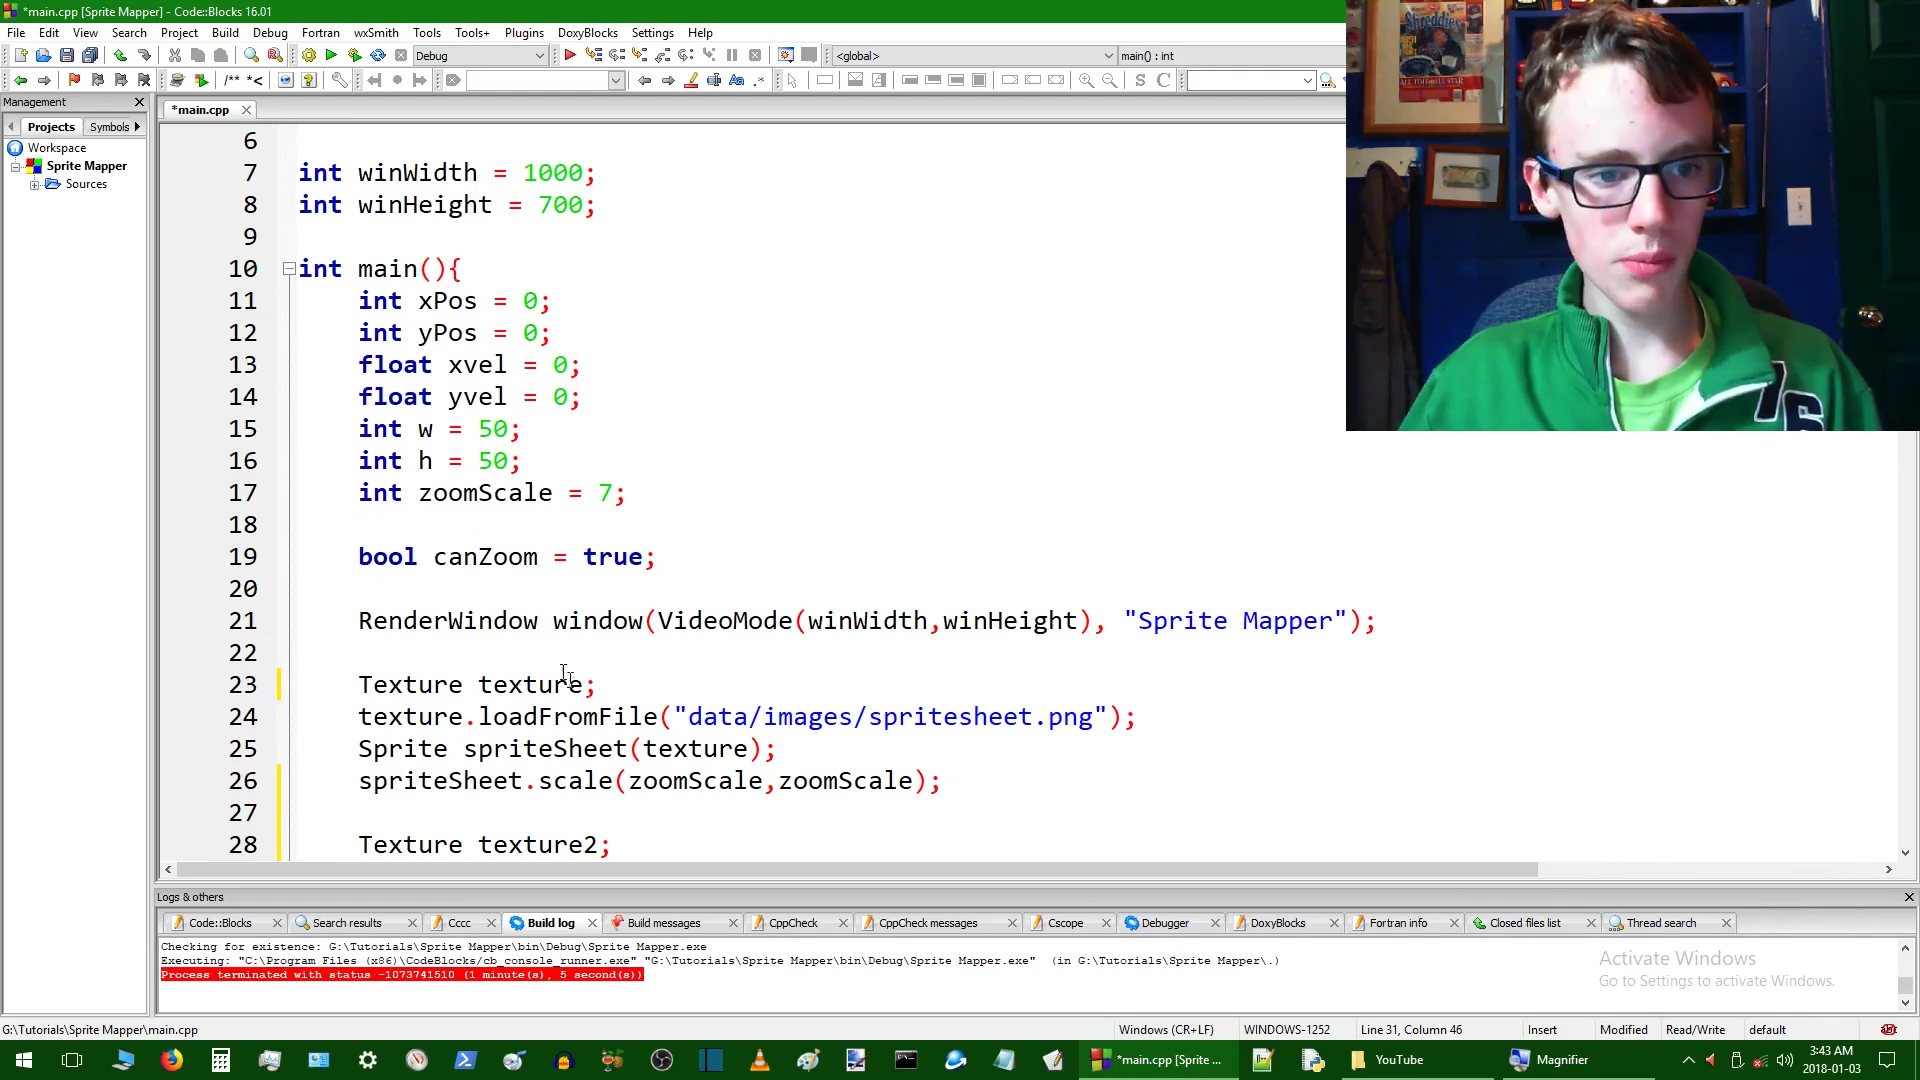 *main.cpp [Sprite Mapper] - Code::Blocks 16.01
File Edit View Search Project Build Debug Fortran wxSmith Tools Tools+ Plugins DoxyBlocks Settings Help
Debug <global> main() : int
/** *<
Management
*main.cpp
Projects Symbols
Workspace
Sprite Mapper
Sources
6
7 int winWidth = 1000;
8 int winHeight = 700;
9
10 int main(){
11 int xPos = 0;
12 int yPos = 0;
13 float xvel = 0;
14 float yvel = 0;
15 int w = 50;
16 int h = 50;
17 int zoomScale = 7;
18
19 bool canZoom = true;
20
21 RenderWindow window(VideoMode(winWidth,winHeight), "Sprite Mapper");
22
23 Texture texture;
24 texture.loadFromFile("data/images/spritesheet.png");
25 Sprite spriteSheet(texture);
26 spriteSheet.scale(zoomScale,zoomScale);
27
28 Texture texture2;
Shreddies
16
Logs & others
Code::Blocks Search results Cccc Build log Build messages CppCheck CppCheck messages Cscope Debugger DoxyBlocks Fortran info Closed files list Thread search
Checking for existence: G:\Tutorials\Sprite Mapper\bin\Debug\Sprite Mapper.exe
Executing: "C:\Program Files (x86)\CodeBlocks/cb_console_runner.exe" "G:\Tutorials\Sprite Mapper\bin\Debug\Sprite Mapper.exe" (in G:\Tutorials\Sprite Mapper\.)
Process terminated with status -1073741510 (1 minute(s), 5 second(s))
Activate Windows
Go to Settings to activate Windows.
G:\Tutorials\Sprite Mapper\main.cpp Windows (CR+LF) WINDOWS-1252 Line 31, Column 46 Insert Modified Read/Write default
*main.cpp [Sprite ... YouTube Magnifier
3:43 AM
2018-01-03